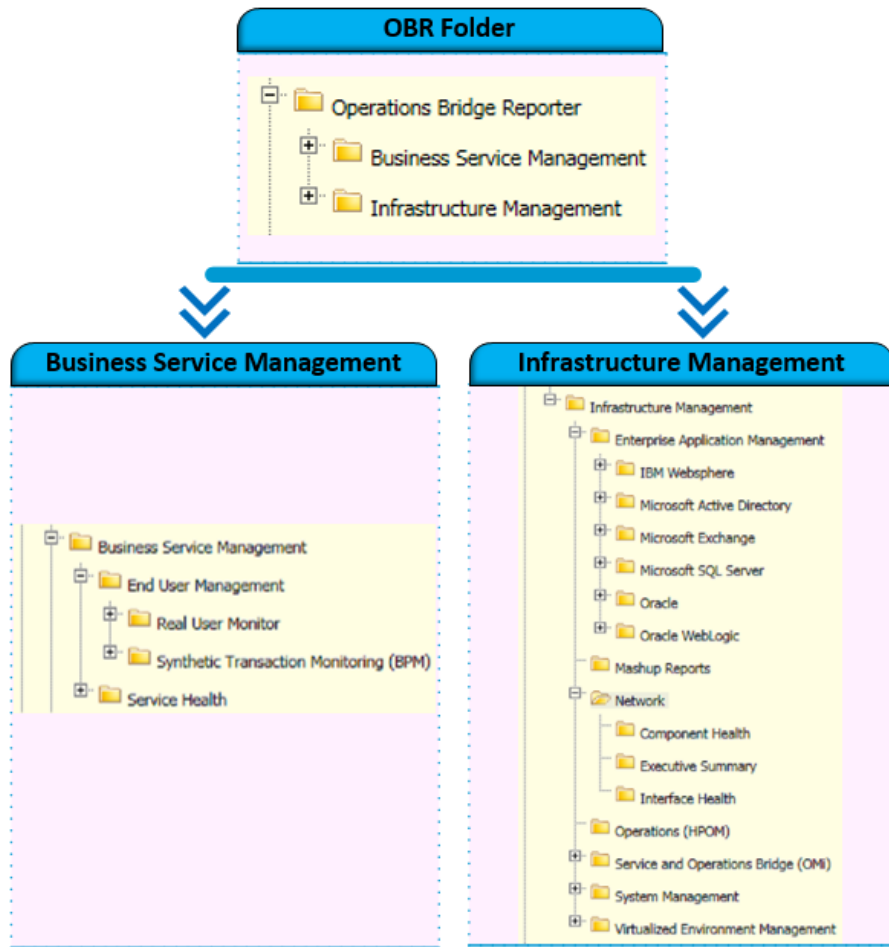 OBR Folder
Operations Bridge Reporter
Business Service Management
Infrastructure Management
Business Service Management
Business Service Management
End User Management
Real User Monitor
Synthetic Transaction Monitoring (BPM)
Service Health
Infrastructure Management
Infrastructure Management
Enterprise Application Management
IBM Websphere
Microsoft Active Directory
Microsoft Exchange
Microsoft SQL Server
Oracle
Oracle WebLogic
Mashup Reports
Network
Component Health
Executive Summary
Interface Health
Operations (HPOM)
Service and Operations Bridge (OMi)
System Management
Virtualized Environment Management